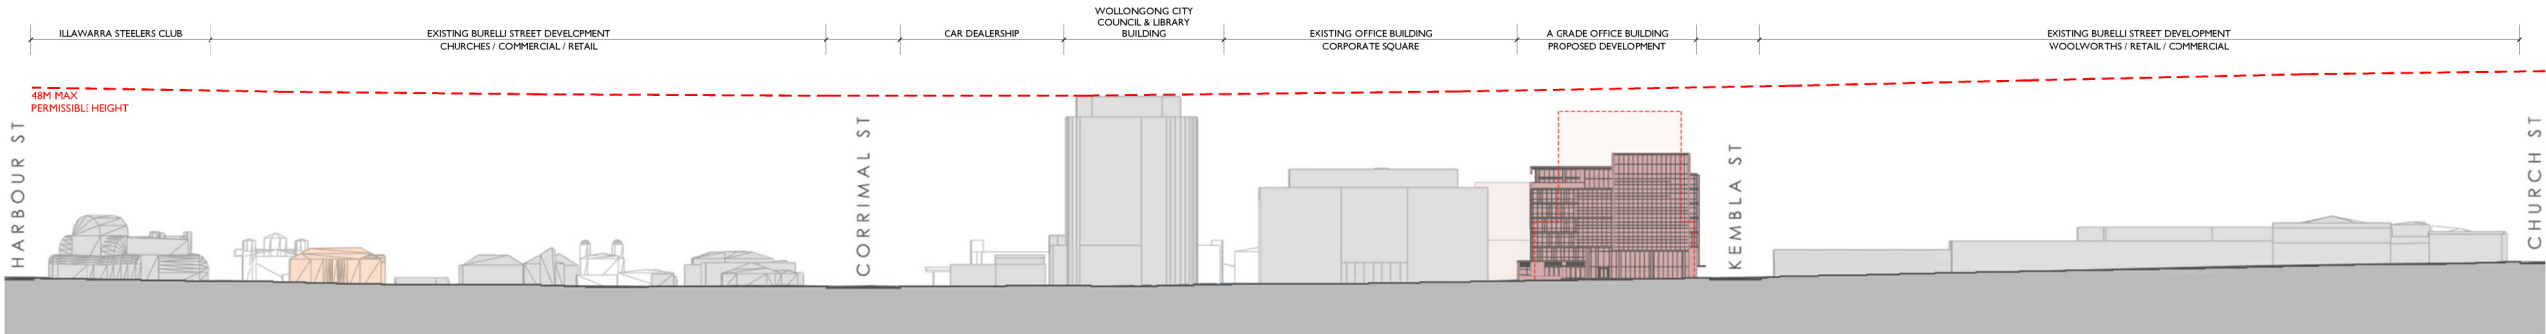 ILLAWARRA STEELERS CLUB
EXISTING BURELLI STREET DEVELOPMENT
CHURCHES / COMMERCIAL / RETAIL
CAR DEALERSHIP
WOLLONGONG CITY
COUNCIL & LIBRARY
BUILDING
EXISTING OFFICE BUILDING
CORPORATE SQUARE
A GRADE OFFICE BUILDING
PROPOSED DEVELOPMENT
EXISTING BURELLI STREET DEVELOPMENT
WOOLWORTHS / RETAIL / COMMERCIAL
48M MAX
PERMISSIBLE HEIGHT
HARBOUR ST
CORRIMAL ST
KEMBLA ST
CHURCH ST